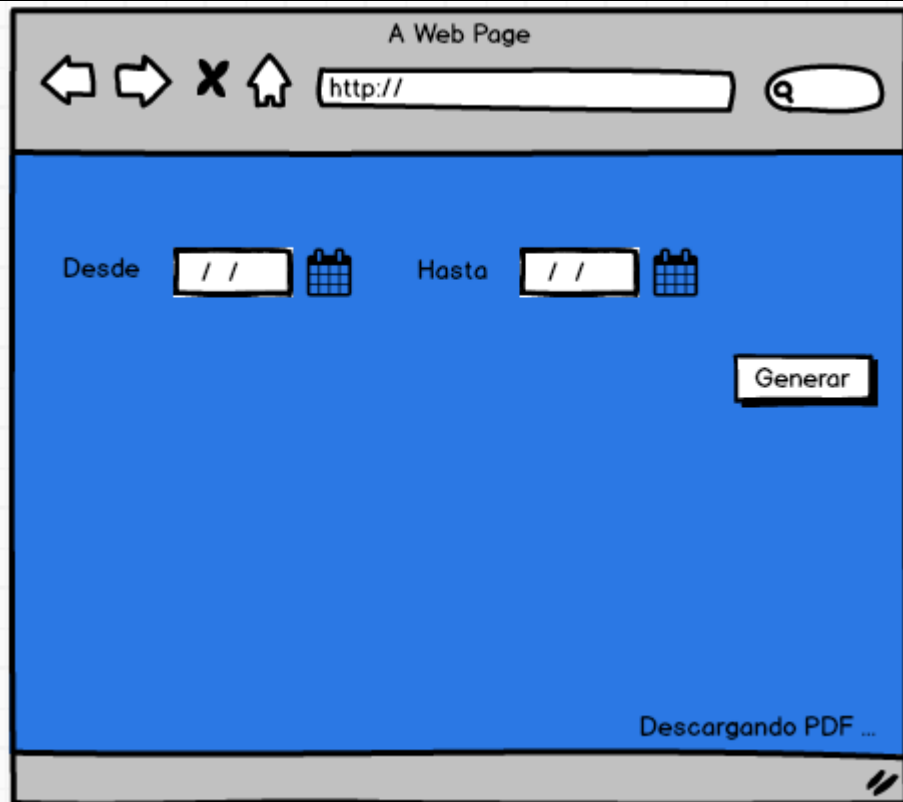 A Web Page
http://
Desde / / Hasta / /
Generar
Descargando PDF ...